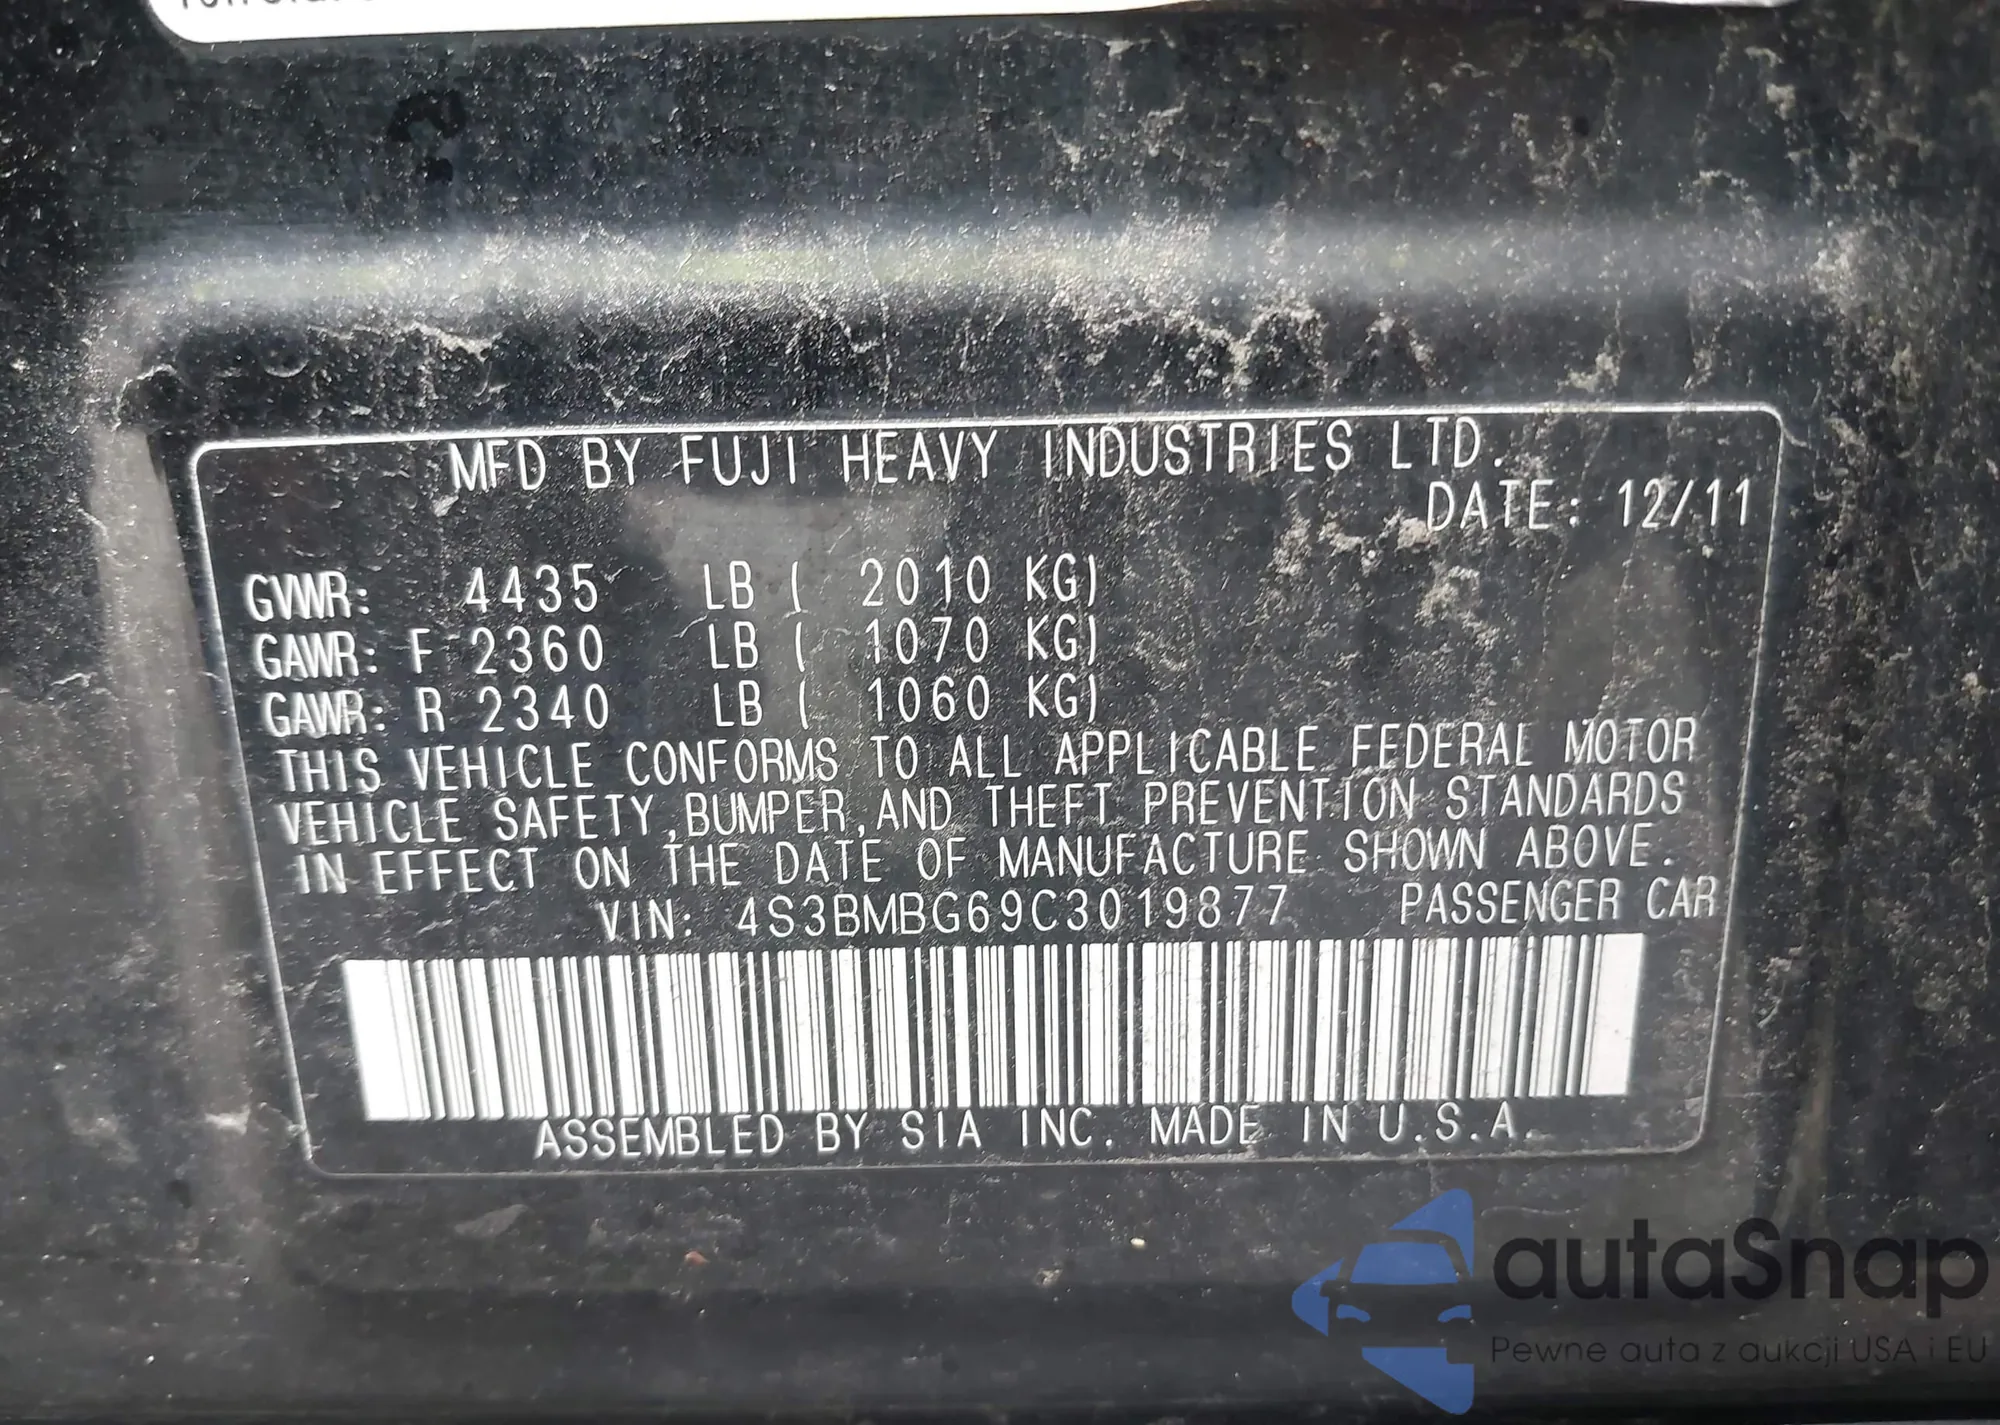 MFD BY FUJI HEAVY INDUSTRIES LTD.
DATE: 12/11
GVWR: 4435 LB ( 2010 KG)
GAWR: F 2360 LB ( 1070 KG)
GAWR: R 2340 LB ( 1060 KG)
THIS VEHICLE CONFORMS TO ALL APPLICABLE FEDERAL MOTOR
VEHICLE SAFETY,BUMPER,AND THEFT PREVENTION STANDARDS
IN EFFECT ON THE DATE OF MANUFACTURE SHOWN ABOVE.
VIN: 4S3BMBG69C3019877 PASSENGER CAR
ASSEMBLED BY SIA INC. MADE IN U.S.A.
autaSnap
Pewne auta z aukcji USA i EU